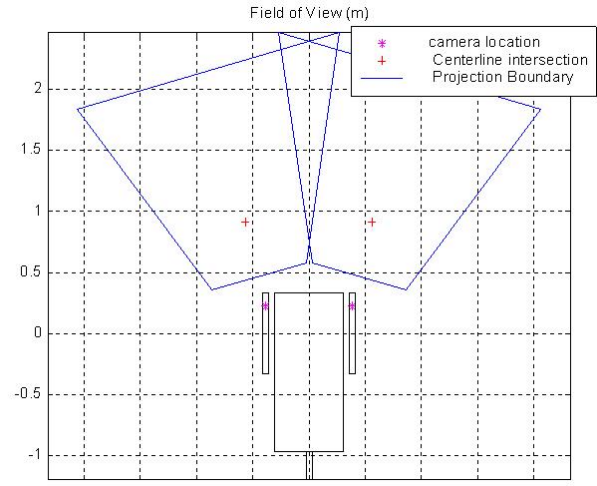 Field of View (m)
camera location
Centerline intersection
Projection Boundary
2
1.5
1
0.5
0
-0.5
-1